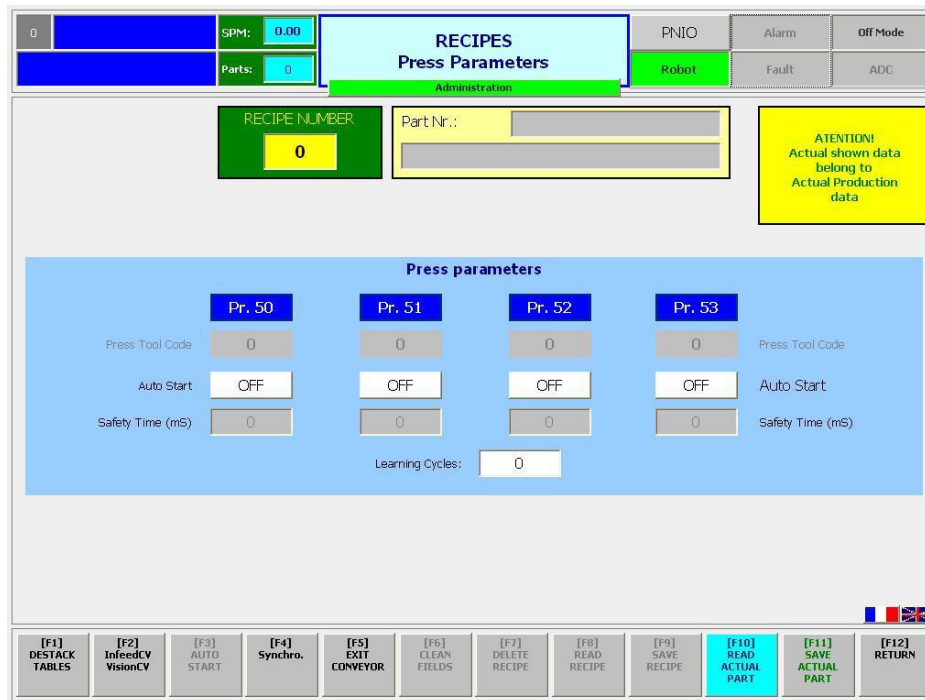 0 SPM: 0.00 RECIPES PNIO Alarm Off Mode
Press Parameters
Parts: 0 Robot Fault ADC
Administration
RECIPE NUMBER Part Nr.:
0
ATENTION!
Actual shown data
belong to
Actual Production
data
Press parameters
Pr. 50 Pr. 51 Pr. 52 Pr. 53
Press Tool Code 0 0 0 0 Press Tool Code
Auto Start OFF OFF OFF OFF Auto Start
Safety Time (mS) 0 0 0 0 Safety Time (mS)
Learning Cycles: 0
[F1] [F2] [F3] [F4] [F5] [F6] [F7] [F8] [F9] [F10] [F11] [F12]
DESTACK InfeedCV AUTO Synchro. EXIT CLEAN DELETE READ SAVE READ SAVE RETURN
TABLES VisionCV START CONVEYOR FIELDS RECIPE RECIPE RECIPE ACTUAL ACTUAL
PART PART